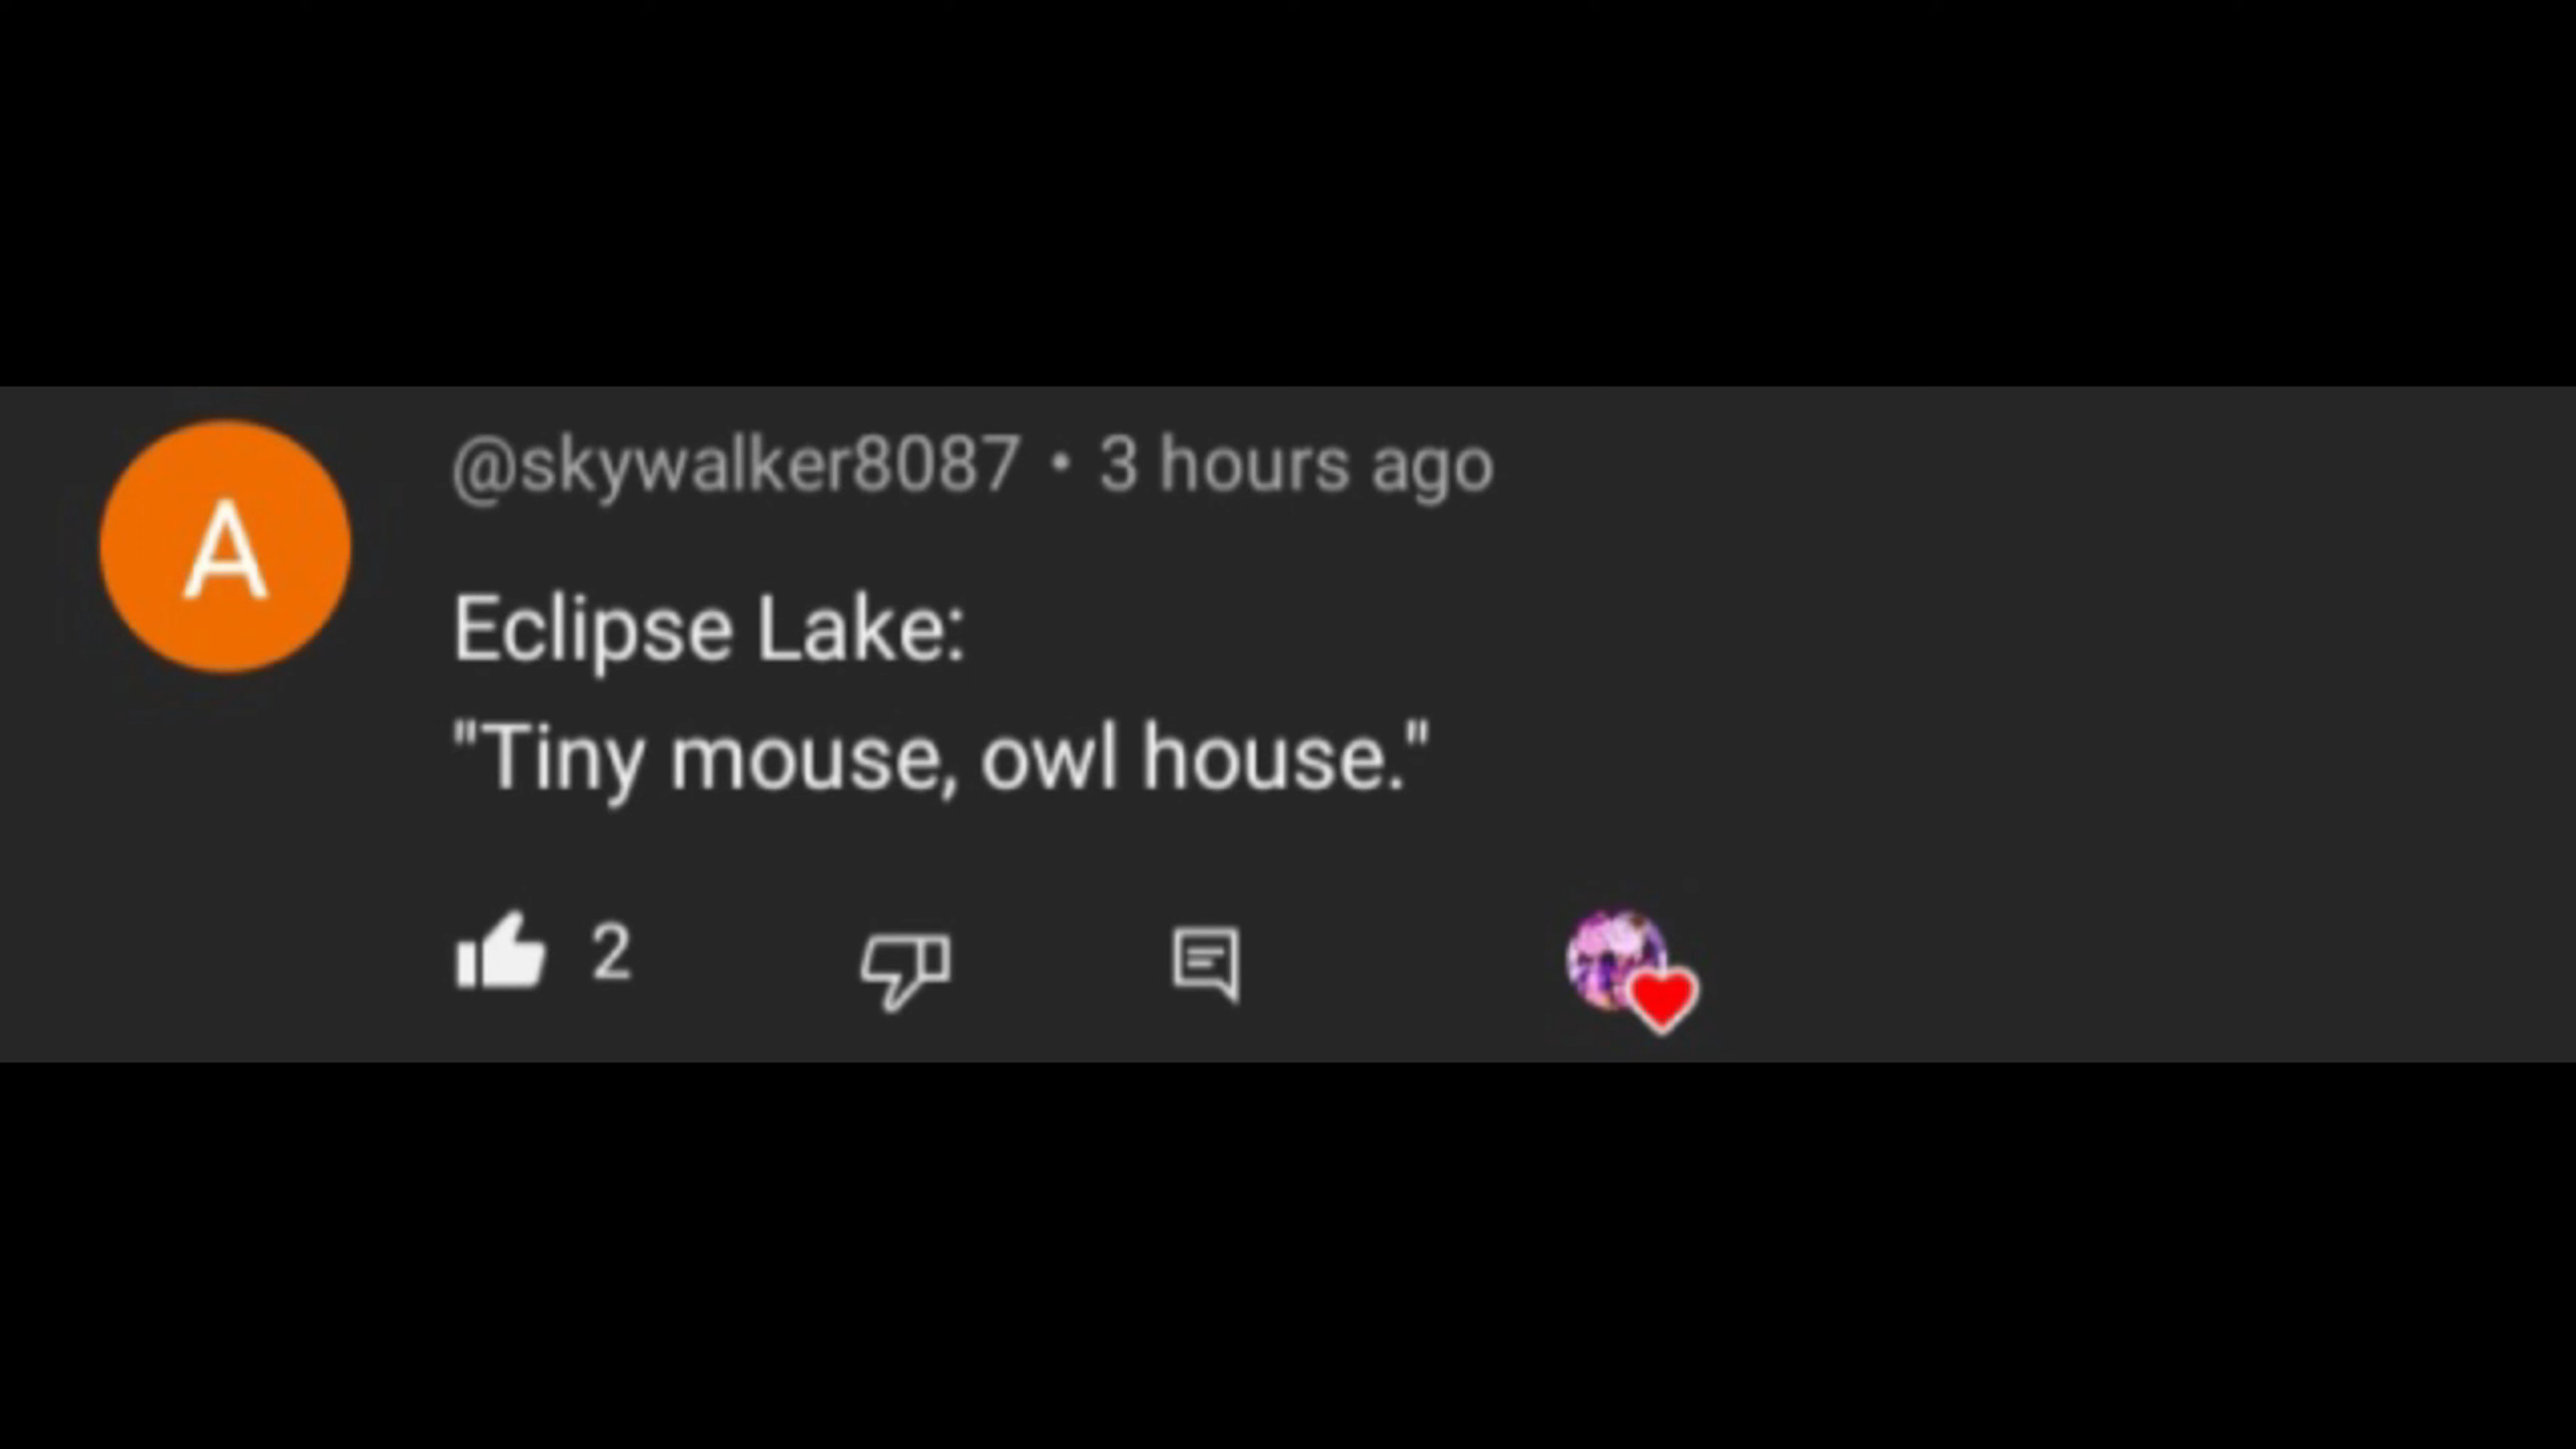 A
@skywalker8087 • 3 hours ago
Eclipse Lake:
"Tiny mouse, owl house."
2